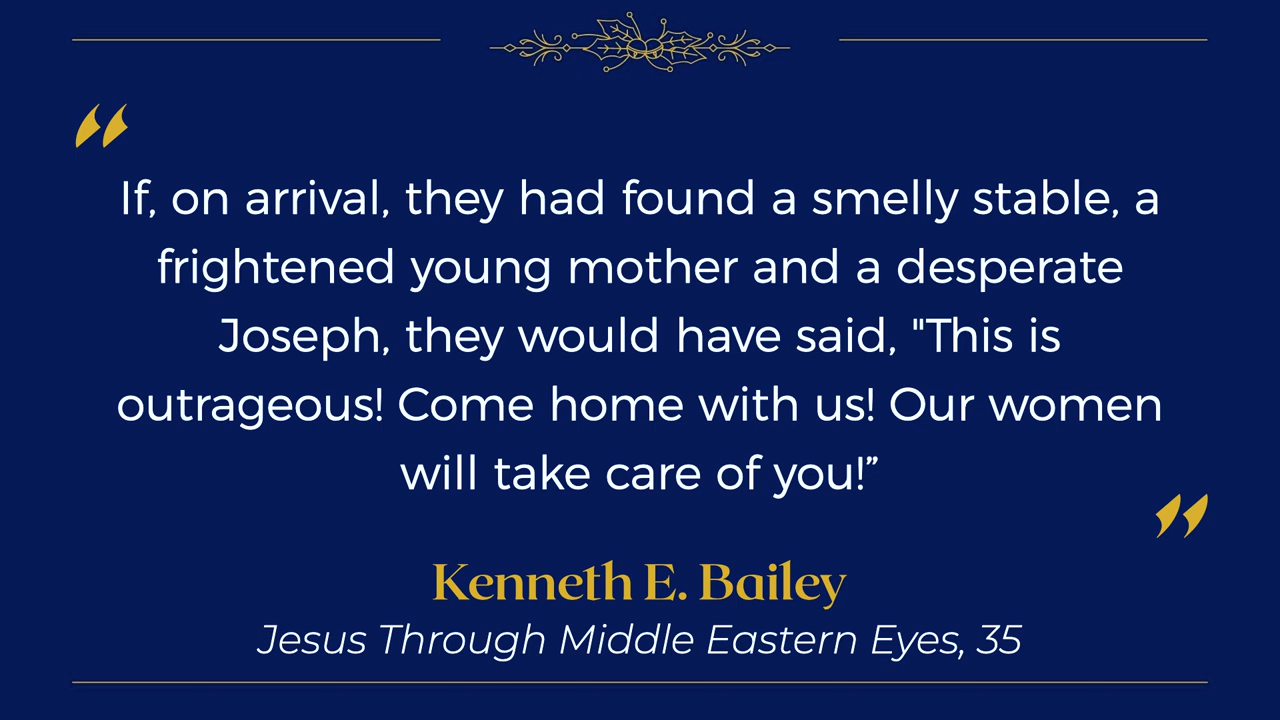 “
If, on arrival, they had found a smelly stable, a
frightened young mother and a desperate
Joseph, they would have said, "This is
outrageous! Come home with us! Our women
will take care of you!”
”
Kenneth E. Bailey
Jesus Through Middle Eastern Eyes, 35